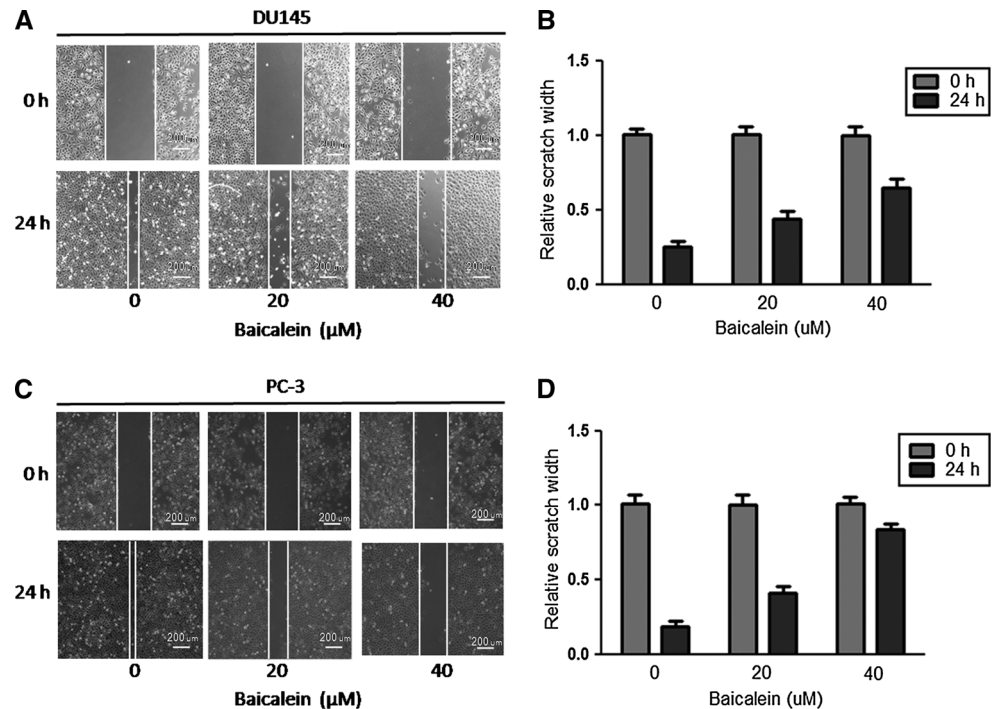 A
DU145
0 h
200 um
200 um
200 um
24 h
200 um
200 um
200 um
0
20
40
Baicalein (µM)
B
Relative scratch width
1.5
1.0
0.5
0.0
0
20
40
Baicalein (uM)
0 h
24 h
C
PC-3
0 h
200 um
200 um
200 um
24 h
200 um
200 um
200 um
0
20
40
Baicalein (µM)
D
Relative scratch width
1.5
1.0
0.5
0.0
0
20
40
Baicalein (uM)
0 h
24 h